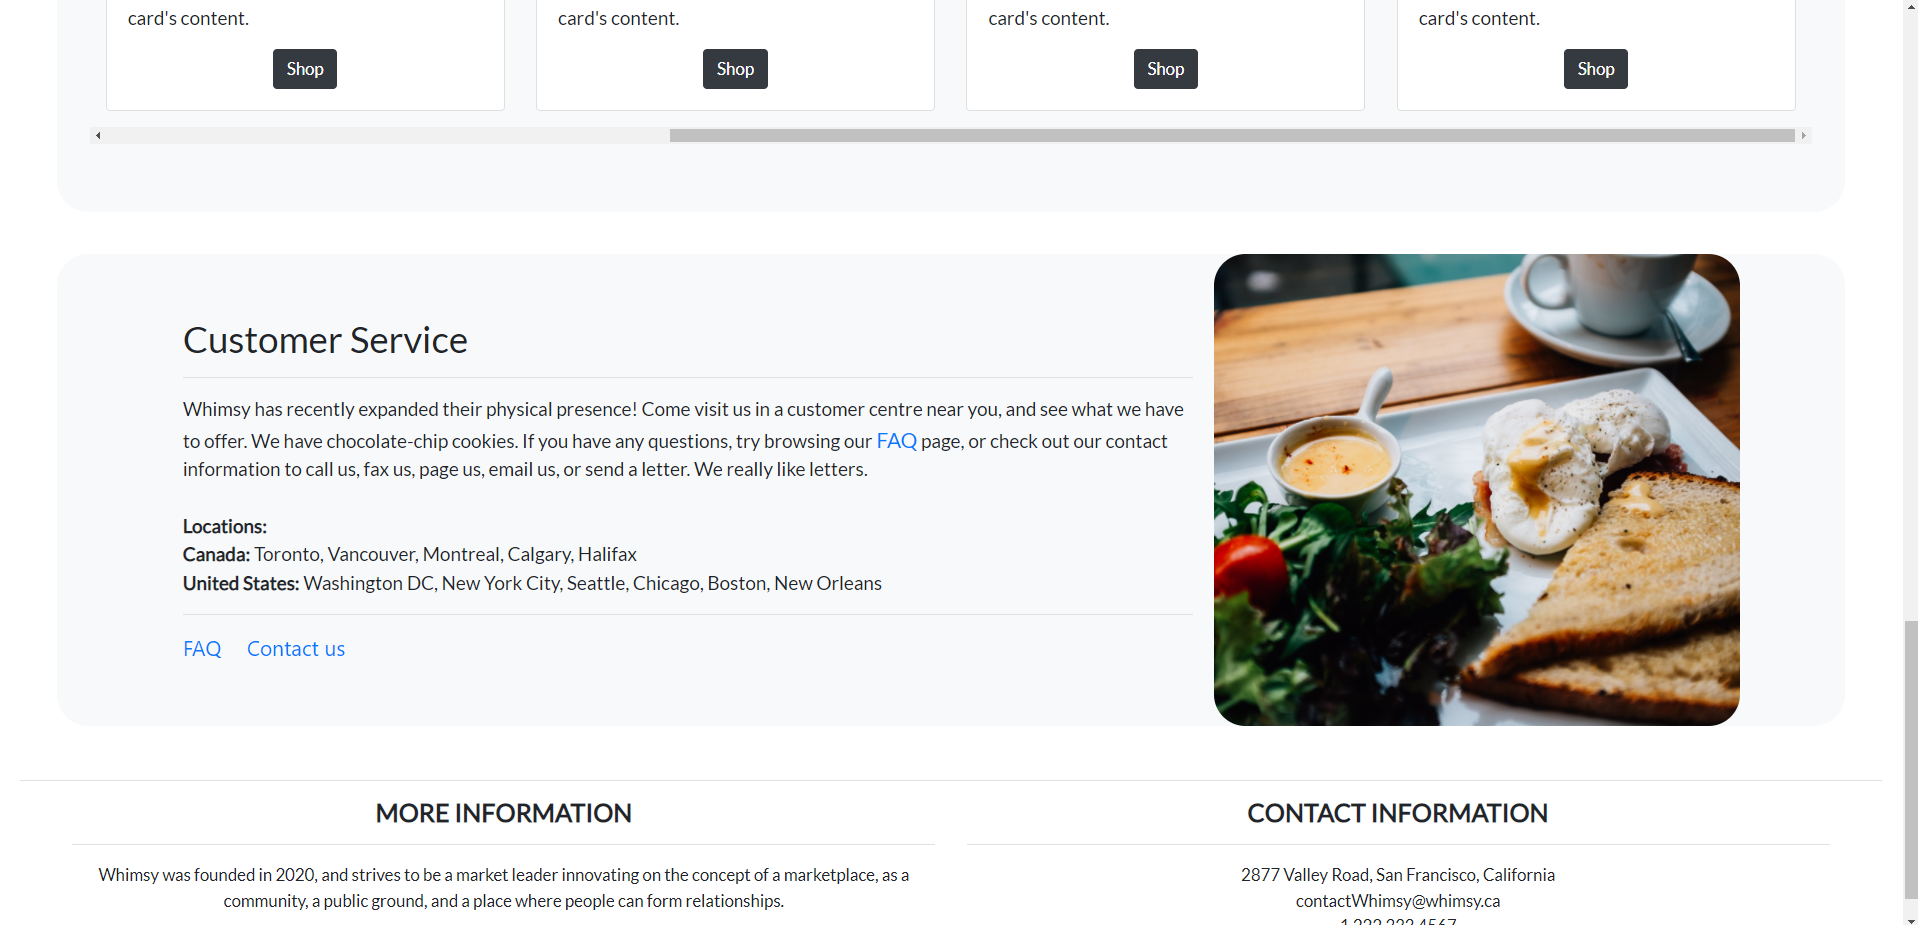 card's content.
card's content.
card's content.
card's content.
Shop
Shop
Shop
Shop
Customer Service
Whimsy has recently expanded their physical presence! Come visit us in a customer centre near you, and see what we have
to offer. We have chocolate-chip cookies. If you have any questions, try browsing our FAQ page, or check out our contact
information to call us, fax us, page us, email us, or send a letter. We really like letters.
Locations:
Canada: Toronto, Vancouver, Montreal, Calgary, Halifax
United States: Washington DC, New York City, Seattle, Chicago, Boston, New Orleans
FAQ Contact us
MORE INFORMATION
Whimsy was founded in 2020, and strives to be a market leader innovating on the concept of a marketplace, as a
community, a public ground, and a place where people can form relationships.
CONTACT INFORMATION
2877 Valley Road, San Francisco, California
contactWhimsy@whimsy.ca